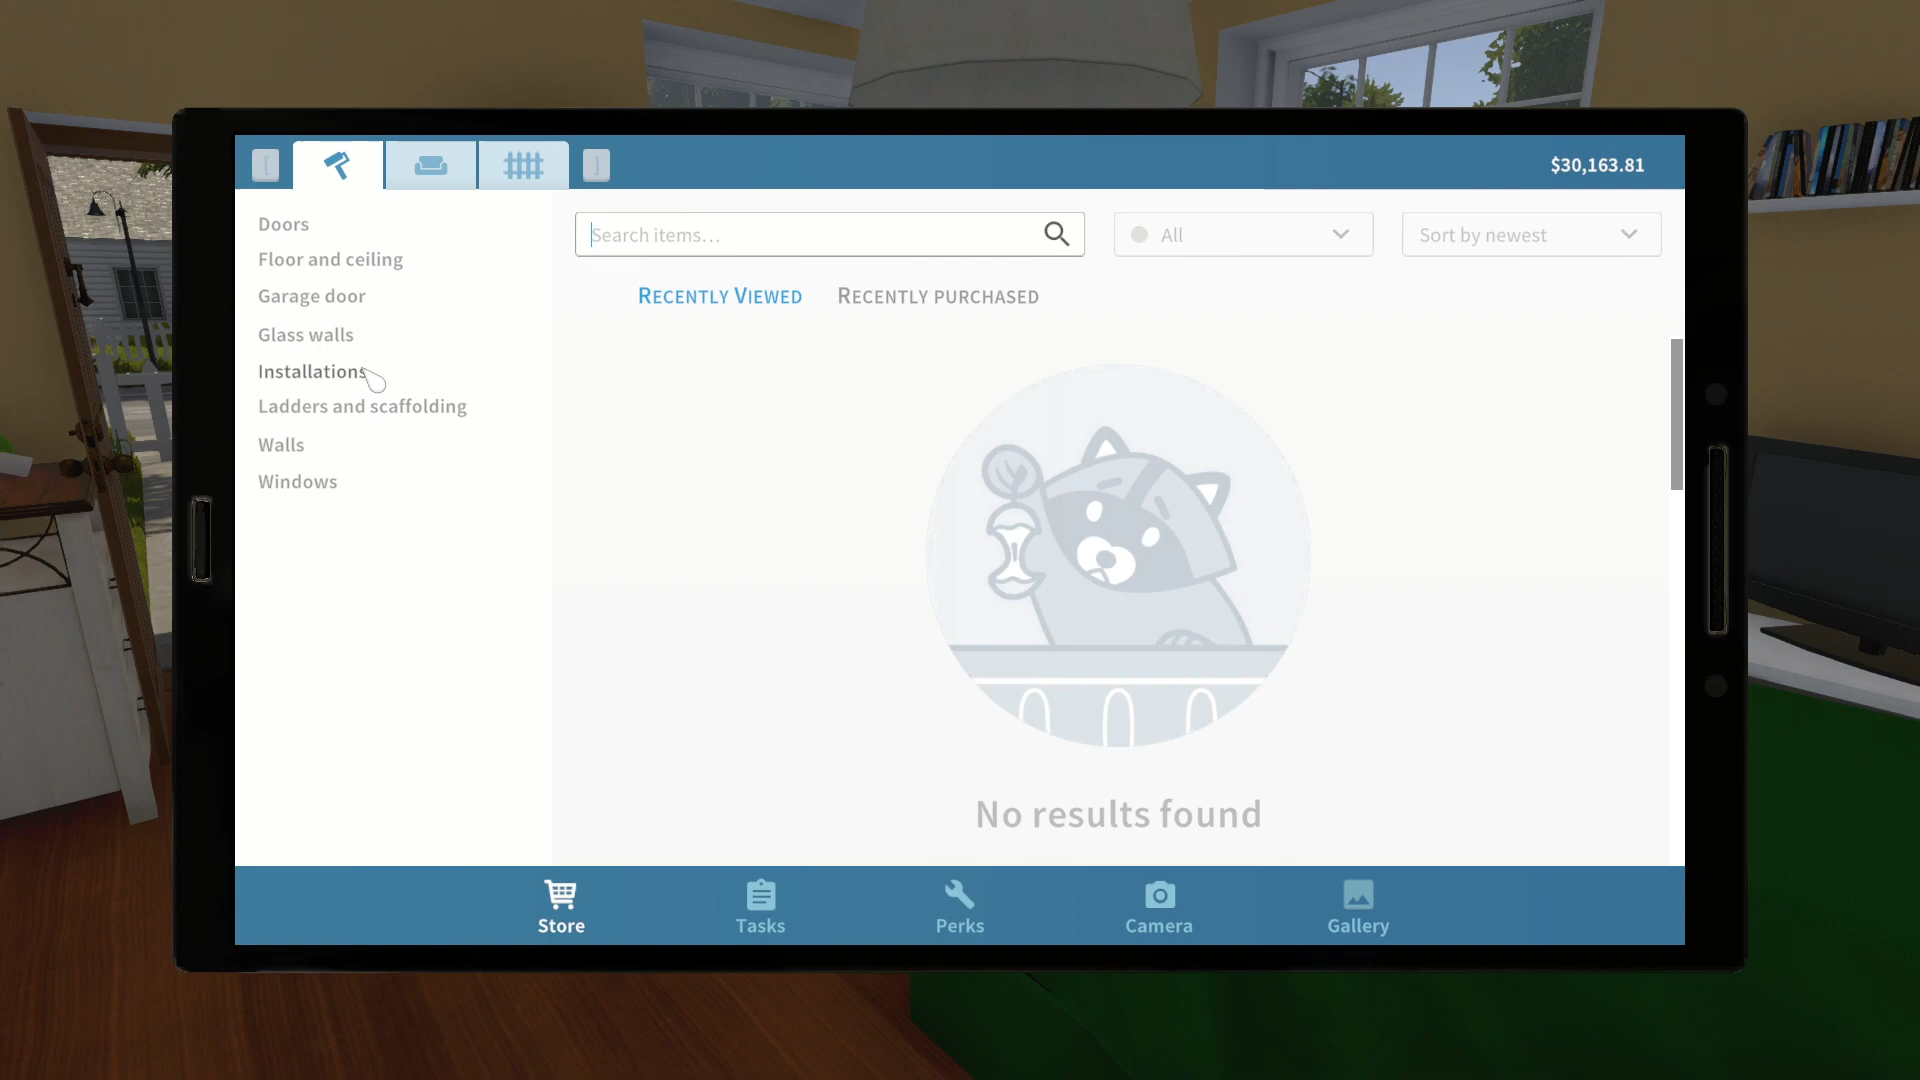 [
]
$30,163.81
Doors
Floor and ceiling
Garage door
Glass walls
Installations
Ladders and scaffolding
Walls
Windows
Search items...
All
Sort by newest
RECENTLY VIEWED
RECENTLY PURCHASED
No results found
Store
Tasks
Perks
Camera
Gallery